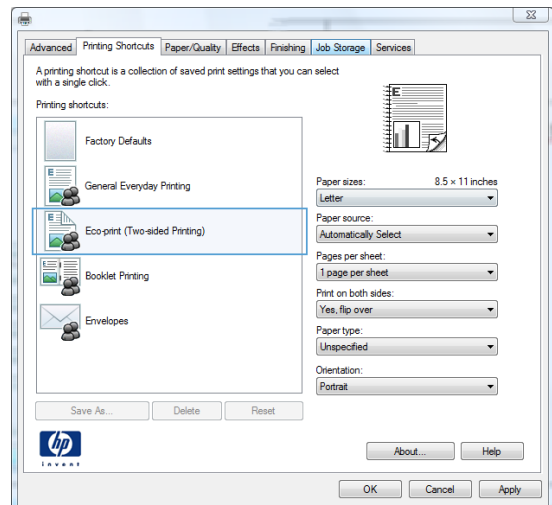 Advanced Printing Shortcuts Paper/Quality Effects Finishing Job Storage Services
A printing shortcut is a collection of saved print settings that you can select
with a single click.
Printing shortcuts:
Factory Defaults
General Everyday Printing
Eco-print (Two-sided Printing)
Booklet Printing
Envelopes
E
Paper sizes: 8.5 × 11 inches
Letter
Paper source:
Automatically Select
Pages per sheet:
1 page per sheet
Print on both sides:
Yes, flip over
Paper type:
Unspecified
Orientation:
Portrait
Save As... Delete Reset
hp
invent
About... Help
OK Cancel Apply